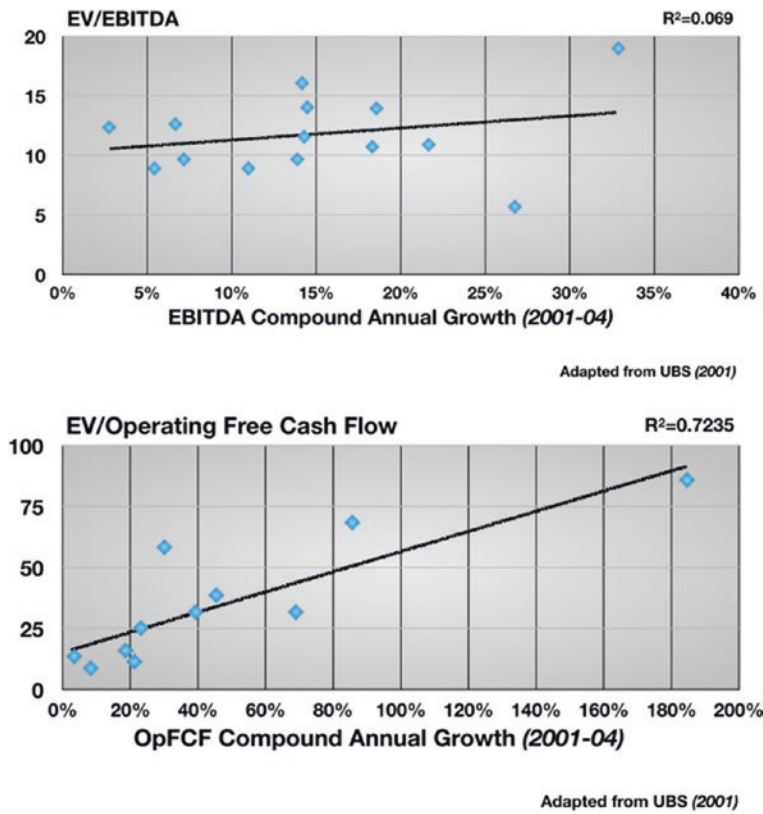 EV/EBITDA R²=0.069
20
15
10
5
0
0% 5% 10% 15% 20% 25% 30% 35% 40%
EBITDA Compound Annual Growth (2001-04)
Adapted from UBS (2001)
EV/Operating Free Cash Flow R²=0.7235
100
75
50
25
0
0% 20% 40% 60% 80% 100% 120% 140% 160% 180% 200%
OpFCF Compound Annual Growth (2001-04)
Adapted from UBS (2001)